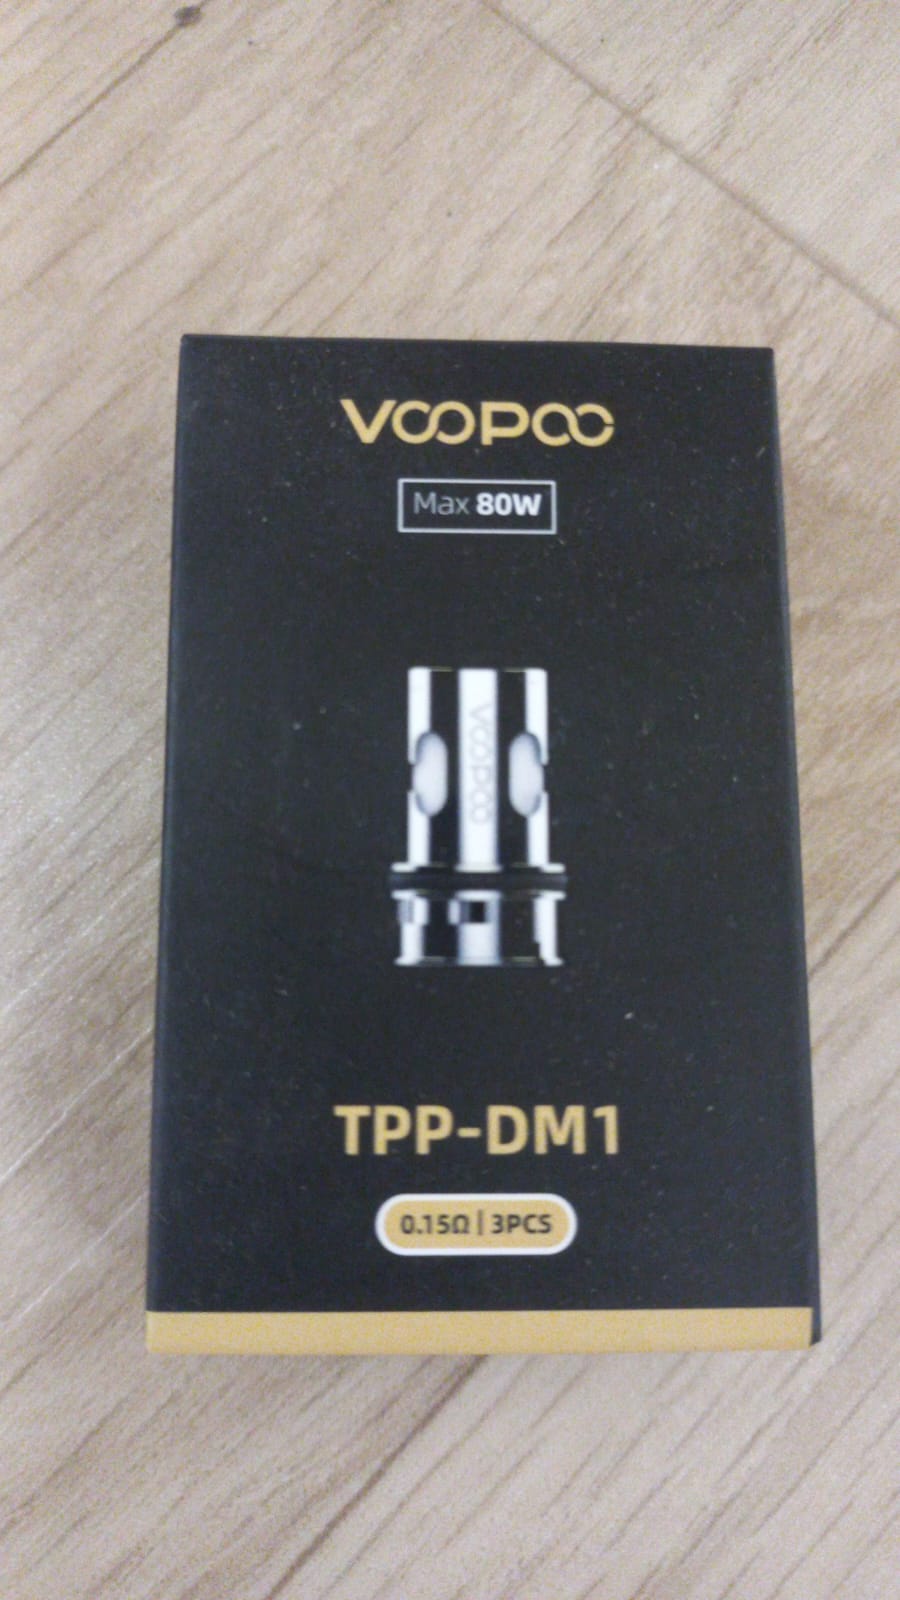 VOOPOO
Max 80W
VOOPOO
TPP-DM1
0.15Ω | 3PCS